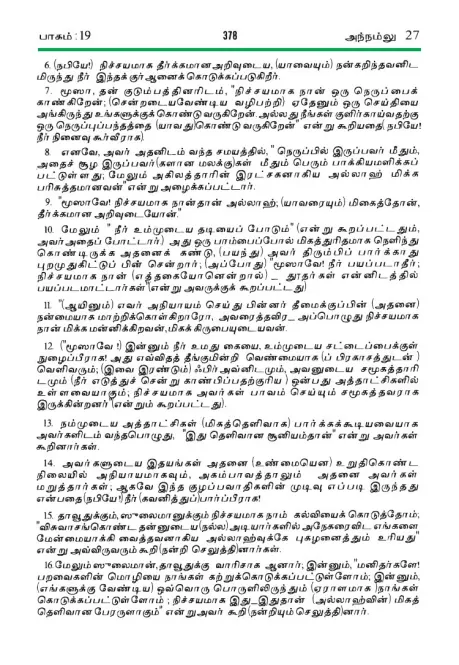 பாகம் : 19 378 அந்நம்லு 27
6. (நபியே!) நிச்சயமாக தீர்க்கமான அறிவுடைய, (யாவையும்) நன்கறிந்தவனிட
மிருந்து நீர் இந்தக் குர்ஆனைக் கொடுக்கப்படுகிறீர்.
7. மூஸா, தன் குடும்பத்தினரிடம், "நிச்சயமாக நான் ஒரு நெருப்பைக்
காண்கிறேன்; (சென்றடையவேண்டிய வழிபற்றி) ஏதேனும் ஒரு செய்தியை
அங்கிருந்து உங்களுக்குக் கொண்டு வருகிறேன். அல்லது நீங்கள் குளிர்காய்வதற்கு
ஒரு நெருப்புப்பந்தத்தை (யாவது) கொண்டு வருகிறேன்" என்று கூறியதை, நபியே!
நீர் நினைவு கூர்வீராக!
8. எனவே, அவர் அதனிடம் வந்த சமயத்தில், " நெருப்பில் இருப்பவர் மீதும்,
அதைச் சூழ இருப்பவர் (களான மலக்கு) கள் மீதும் பெரும் பாக்கியமளிக்கப்
பட்டுள்ளது; மேலும் அகிலத்தாரின் இரட்சகனாகிய அல்லாஹ் மிக்க
பரிசுத்தமானவன்" என்று அழைக்கப்பட்டார்.
9. "மூஸாவே! நிச்சயமாக நான்தான் அல்லாஹ்; (யாவரையும்) மிகைத்தோன்,
தீர்க்கமான அறிவுடையோன்."
10. மேலும் " நீர் உம்முடைய தடியைப் போடும்" (என்று கூறப்பட்டதும்,
அவர் அதைப் போட்டார்) அது ஒரு பாம்பைப்போல் மிகத்துரிதமாக நெளிந்து
கொண்டிருக்க அதனைக் கண்டு, (பயந்து) அவர் திரும்பிப் பார்க்காது
புறமுதுகிட்டுப் பின் சென்றார்; (அப்போது) "மூஸாவே! நீர் பயப்படாதீர்;
நிச்சயமாக நான் (எத்தகையோனென்றால்) _ தூதர்கள் என்னிடத்தில்
பயப்படமாட்டார்கள்" (என்று அவருக்குக் கூறப்பட்டது)
11. "(ஆயினும்) எவர் அநியாயம் செய்து பின்னர் தீமைக்குப்பின் (அதனை)
நன்மையாக மாற்றிக்கொள்கிறாரோ, அவரைத்தவிர_ அப்பொழுது நிச்சயமாக
நான் மிக்க மன்னிக்கிறவன், மிகக் கிருபையுடையவன்.
12. ("மூஸாவே !) இன்னும் நீர் உமது கையை, உம்முடைய சட்டைப்பைக்குள்
நுழைப்பீராக! அது எவ்வித தீங்குமின்றி வெண்மையாக (ப் பிரகாசத்துடன் )
வெளிவரும்; (இவை இரண்டும்) ஃபிர்அவ்னிடமும், அவனுடைய சமூகத்தாரி
டமும் (நீர் எடுத்துச் சென்று காண்பிப்பதற்குரிய ) ஒன்பது அத்தாட்சிகளில்
உள்ளவையாகும்; நிச்சயமாக அவர்கள் பாவம் செய்யும் சமூகத்தவராக
இருக்கின்றனர்" (என்றும் கூறப்பட்டது).
13. நம்முடைய அத்தாட்சிகள் (மிகத்தெளிவாக) பார்க்கக்கூடியவையாக
அவர்களிடம் வந்தபொழுது, "இது தெளிவான சூனியம்தான்" என்று அவர்கள்
கூறினார்கள்.
14. அவர்களுடைய இதயங்கள் அதனை (உண்மையென) உறுதிகொண்ட
நிலையில் அநியாயமாகவும், அகம்பாவத்தாலும் அதனை அவர்கள்
மறுத்தார்கள்; ஆகவே இந்த குழப்பவாதிகளின் முடிவு எப்படி இருந்தது
என்பதை (நபியே!) நீர் (கவனித்துப்) பார்ப்பீராக!
15. தாவூதுக்கும், ஸுலைமானுக்கும் நிச்சயமாக நாம் கல்வியைக் கொடுத்தோம்;
"விசுவாசங்கொண்ட தன்னுடைய (நல்ல) அடியார்களில் அநேகரைவிட எங்களை
மேன்மையாக்கி வைத்தவனாகிய அல்லாஹ்வுக்கே புகழனைத்தும் உரியது"
என்று அவ்விருவரும் கூறி (நன்றி செலுத்தி) னார்கள்.
16. மேலும் ஸுலைமான், தாவூதுக்கு வாரிசாக ஆனார்; இன்னும், "மனிதர்களே!
பறவைகளின் மொழியை நாங்கள் கற்றுக்கொடுக்கப்பட்டுள்ளோம்; இன்னும்,
(எங்களுக்கு வேண்டிய) ஒவ்வொரு பொருளிலிருந்தும் (ஏராளமாக) நாங்கள்
கொடுக்கப்பட்டுள்ளோம் ; நிச்சயமாக இது_இதுதான் (அல்லாஹ்வின்) மிகத்
தெளிவான பேரருளாகும்" என்று அவர் கூறி (நன்றியும் செலுத்தி) னார்.